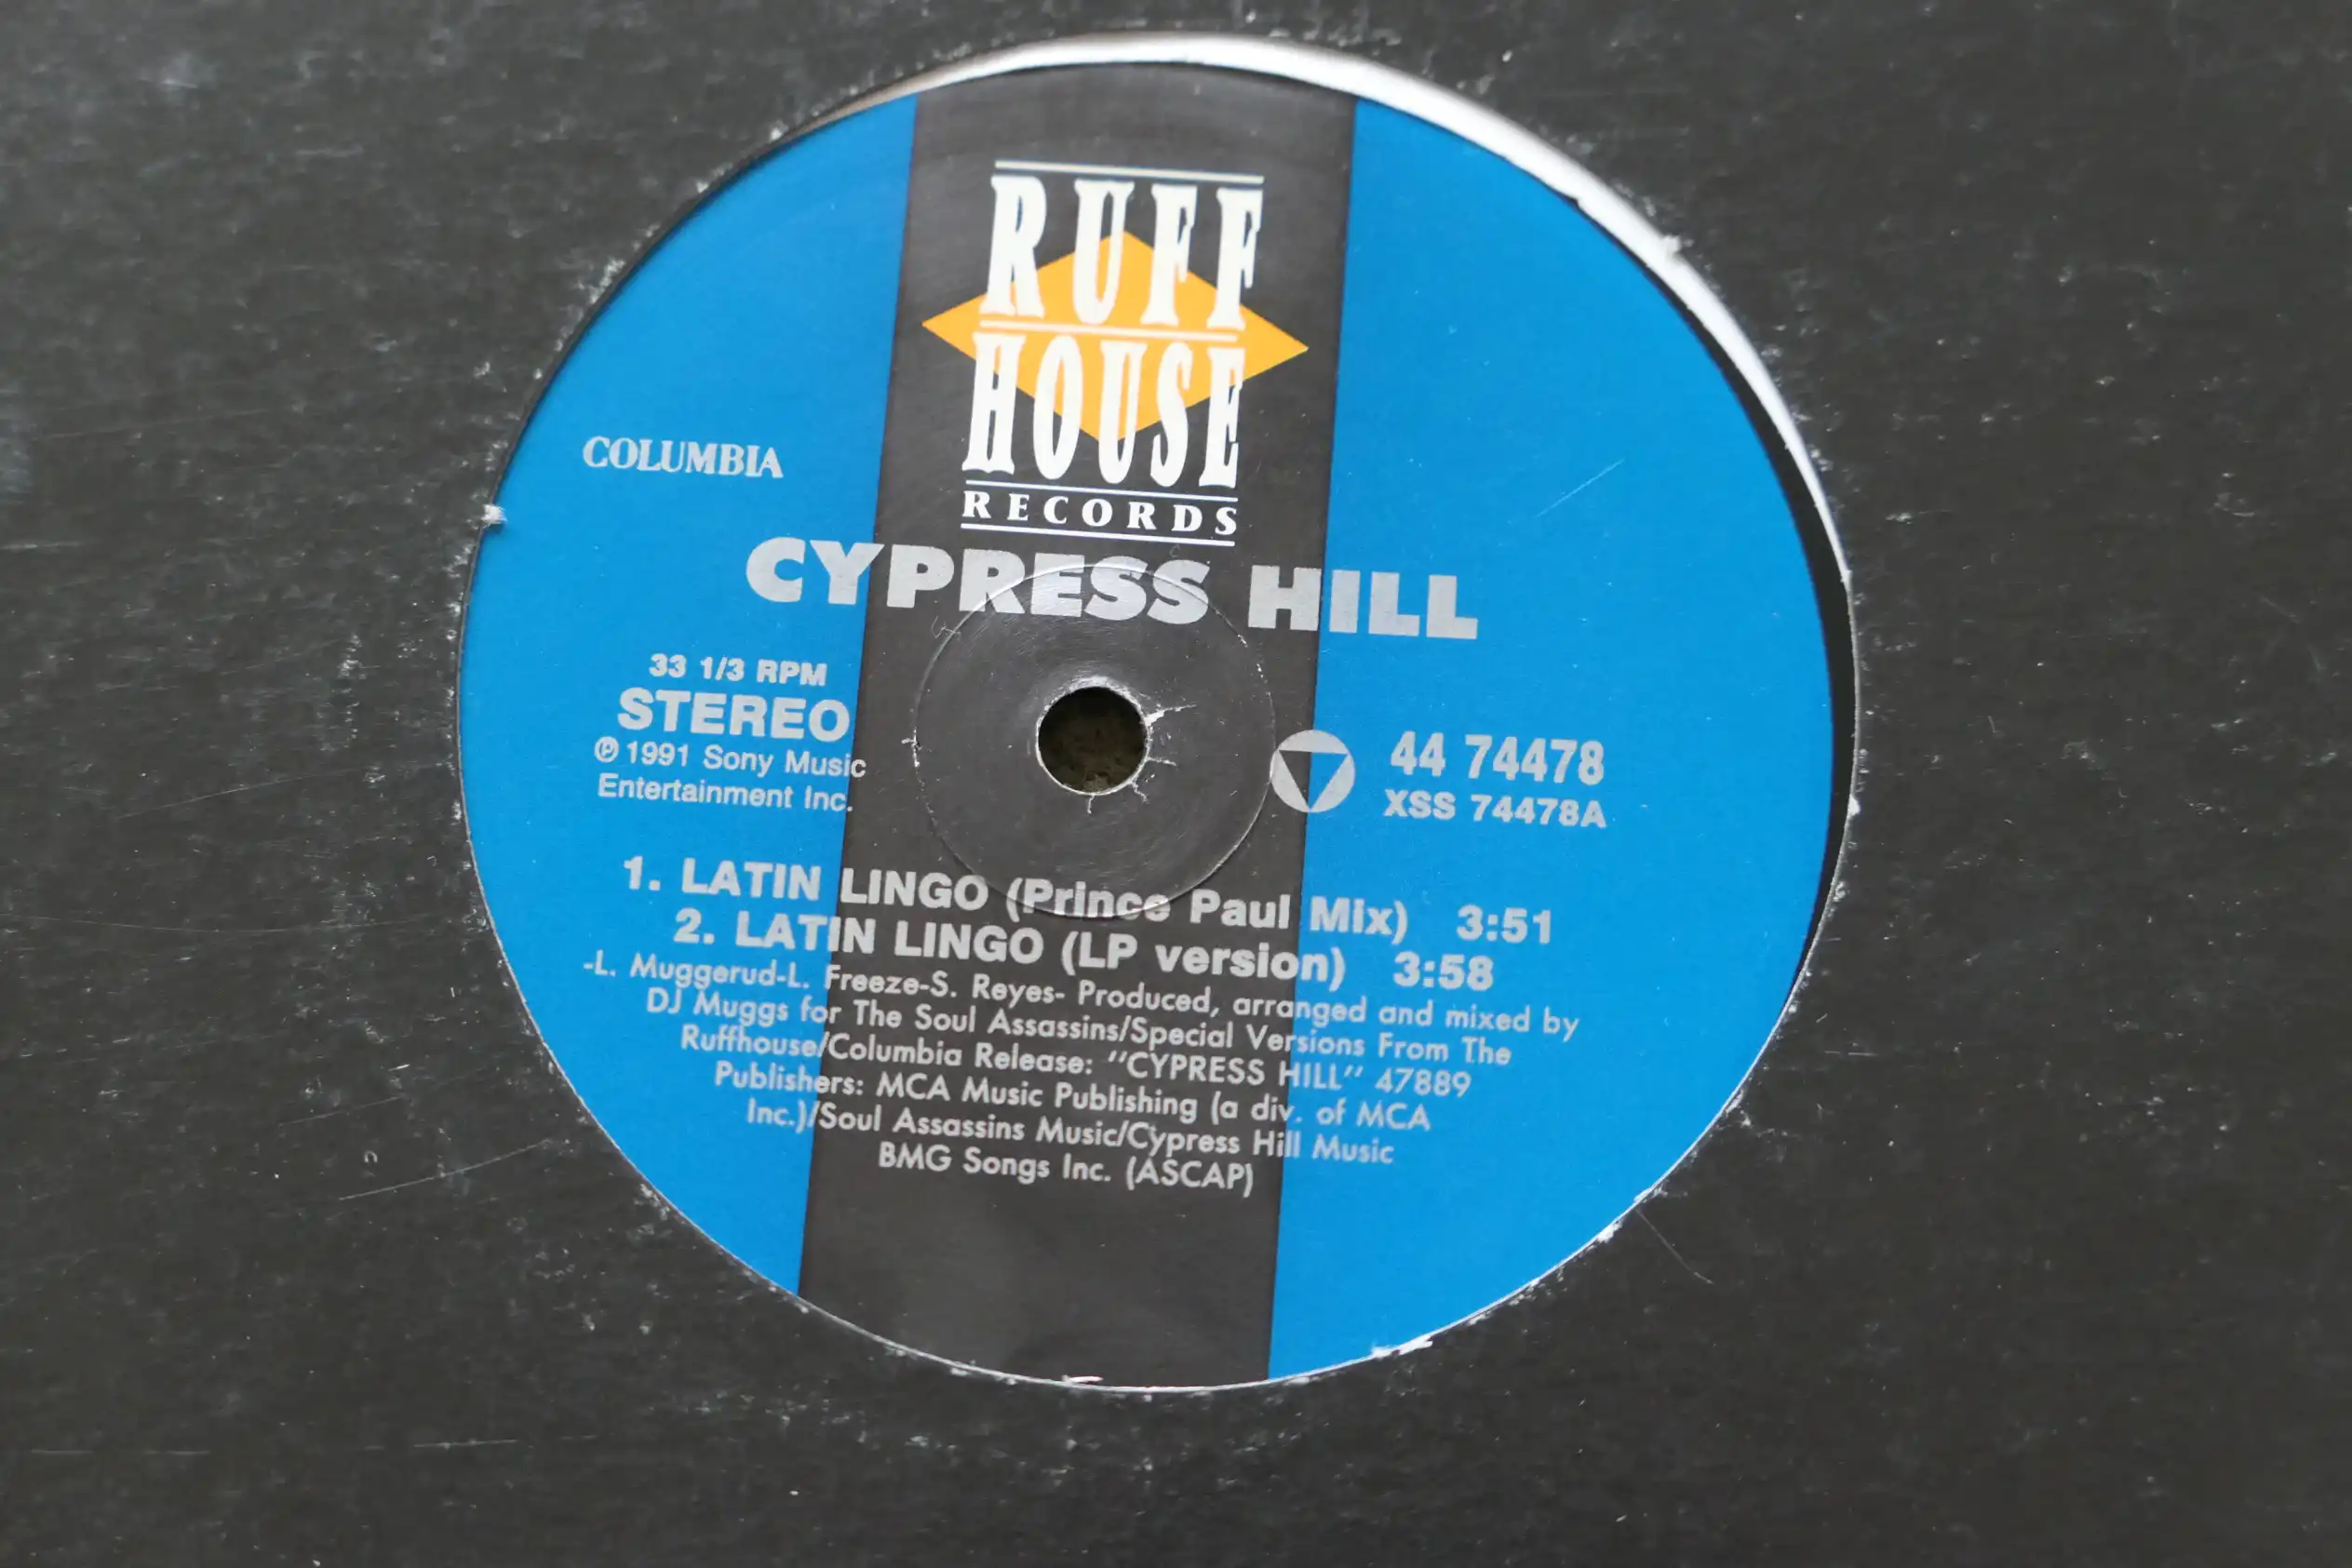 RUFF
HOUSE
RECORDS
COLUMBIA
CYPRESS HILL
33 1/3 RPM
STEREO
℗ 1991 Sony Music
Entertainment Inc.
44 74478
XSS 74478A
1. LATIN LINGO (Prince Paul Mix) 3:51
2. LATIN LINGO (LP version) 3:58
-L. Muggerud-L. Freeze-S. Reyes- Produced, arranged and mixed by
DJ Muggs for The Soul Assassins/Special Versions From The
Ruffhouse/Columbia Release: "CYPRESS HILL" 47889
Publishers: MCA Music Publishing (a div. of MCA
Inc.)/Soul Assassins Music/Cypress Hill Music
BMG Songs Inc. (ASCAP)